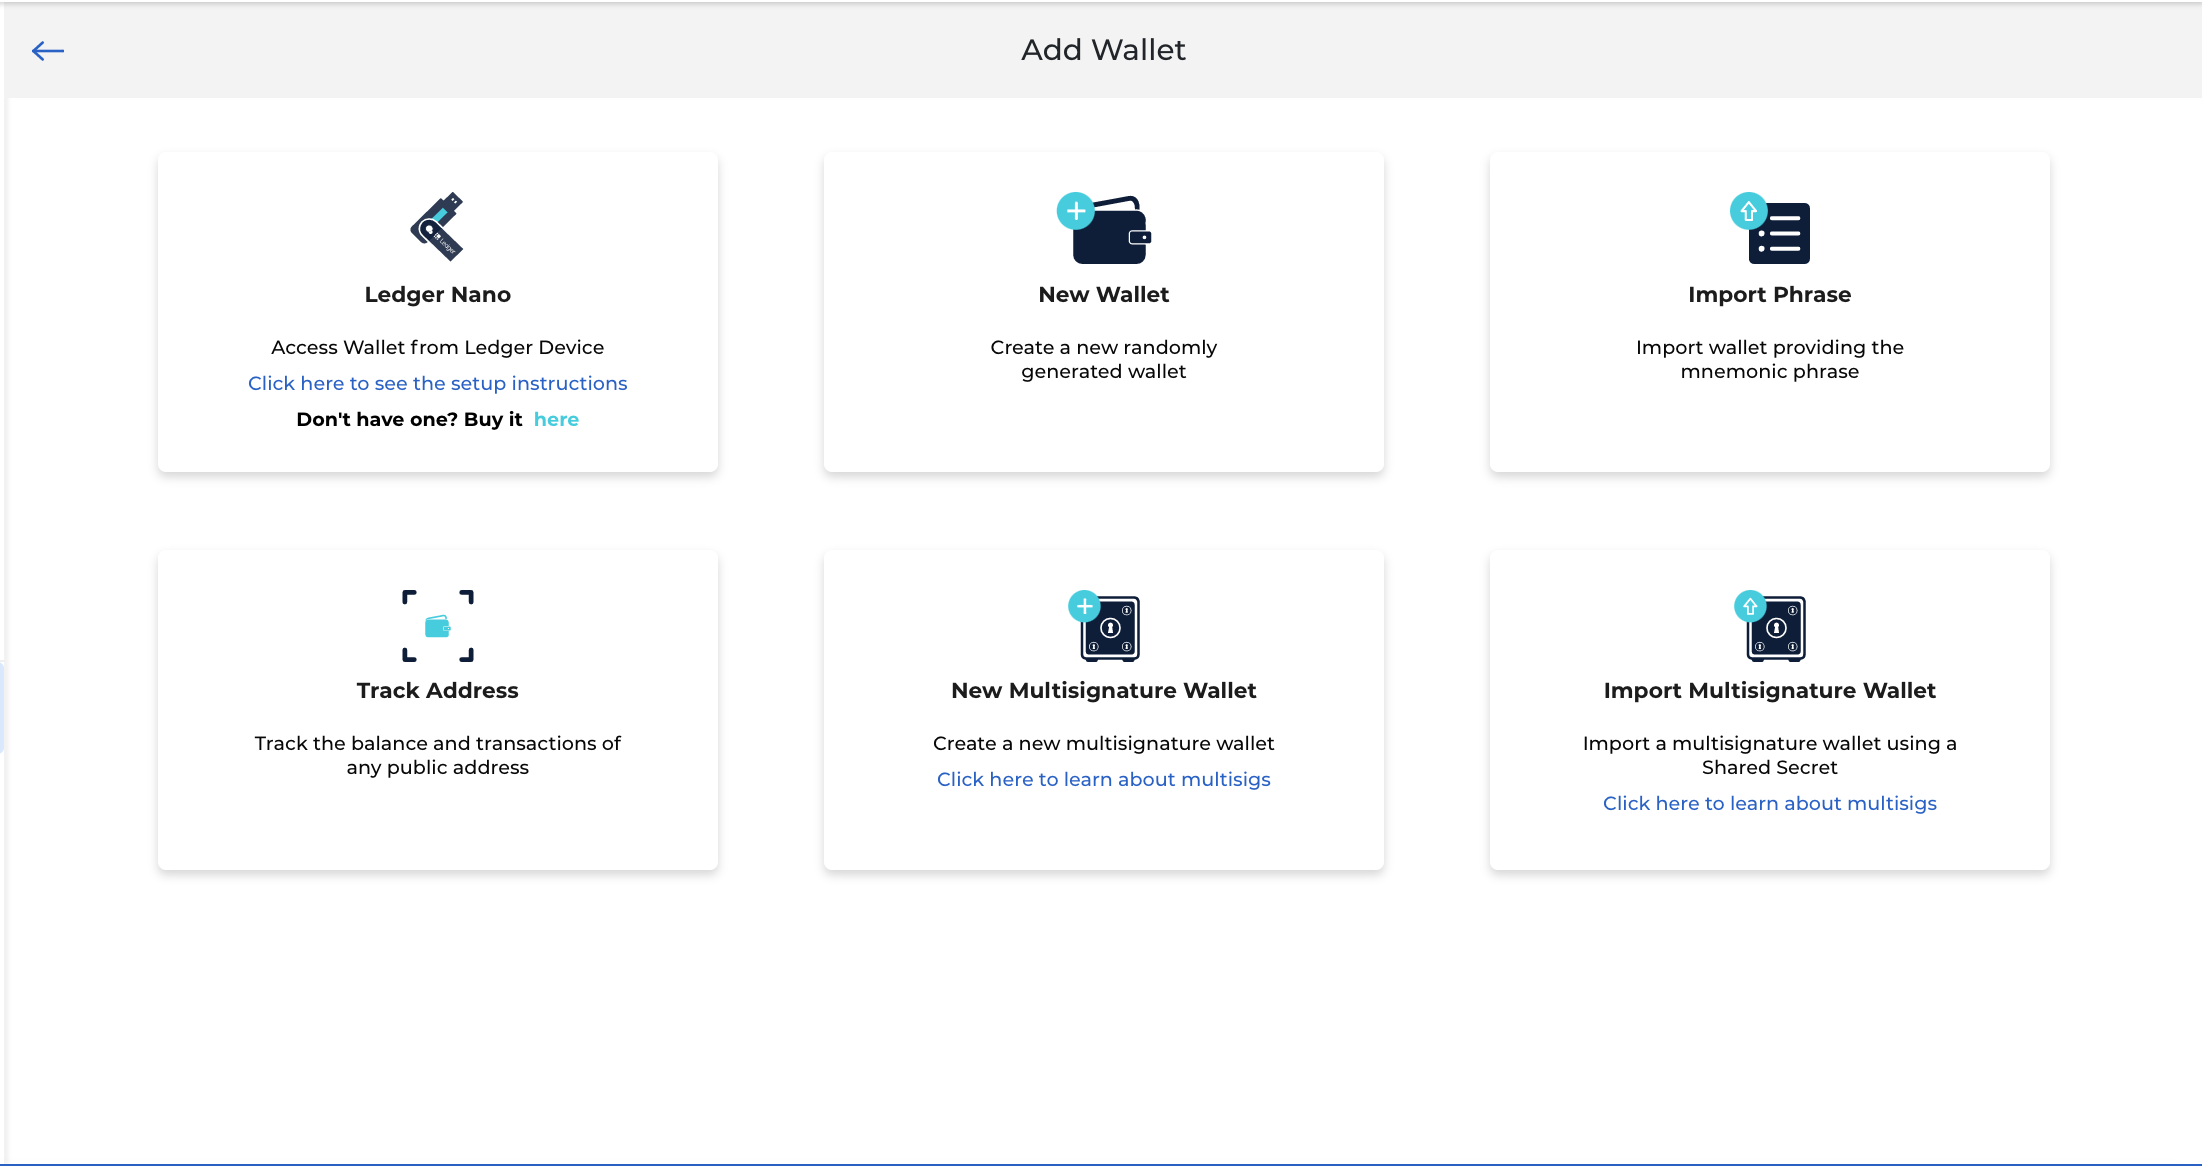 Add Wallet
Ledger
Ledger Nano
Access Wallet from Ledger Device
Click here to see the setup instructions
Don't have one? Buy it here
New Wallet
Create a new randomly
generated wallet
Import Phrase
Import wallet providing the
mnemonic phrase
Track Address
Track the balance and transactions of
any public address
New Multisignature Wallet
Create a new multisignature wallet
Click here to learn about multisigs
Import Multisignature Wallet
Import a multisignature wallet using a
Shared Secret
Click here to learn about multisigs